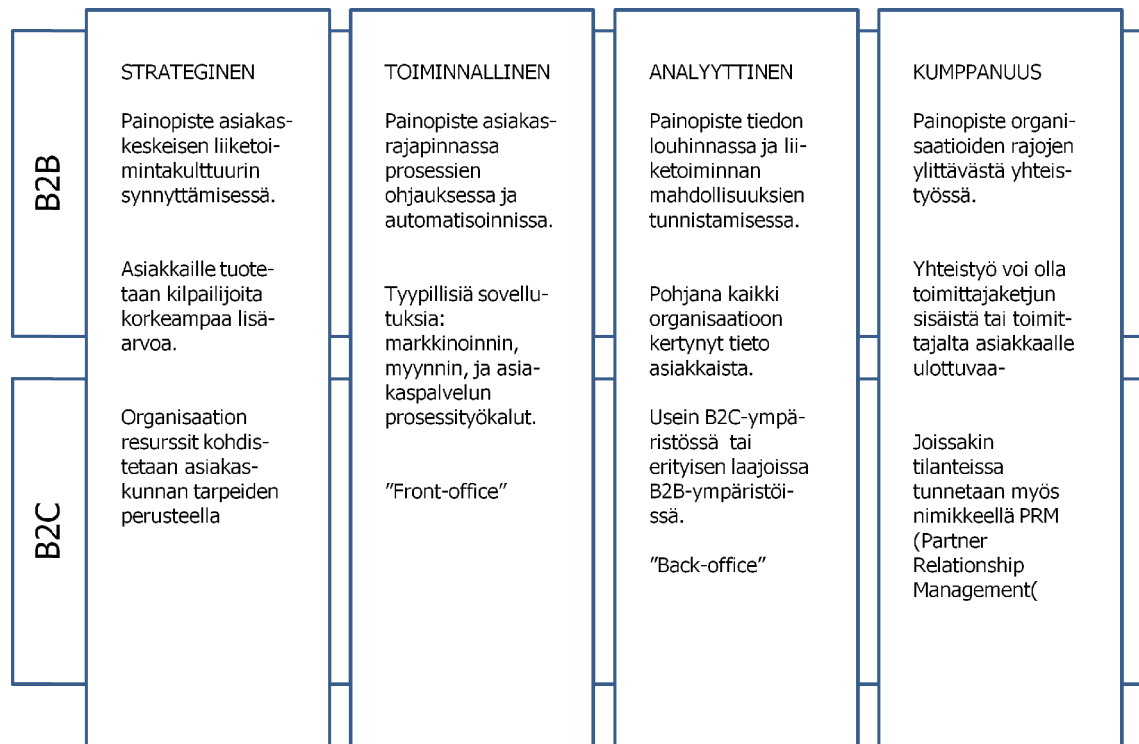 B2B
B2C
STRATEGINEN
Painopiste asiakas-
keskeisen liiketoi-
mintakulttuurin
synnyttämisessä.
Asiakkaille tuote-
taan kilpailijoita
korkeampaa lisä-
arvoa.
Organisaation
resurssit kohdis-
tetaan asiakas-
kunnan tarpeiden
perusteella
TOIMINNALLINEN
Painopiste asiakas-
rajapinnassa
prosessien
ohjauksessa ja
automatisoinnissa.
Tyypillisiä sovellu-
tuksia:
markkinoinnin,
myynnin, ja asia-
kaspalvelun
prosessityökalut.
”Front-office”
ANALYYTTINEN
Painopiste tiedon
louhinnassa ja lii-
ketoiminnan
mahdollisuuksien
tunnistamisessa.
Pohjana kaikki
organisaatioon
kertynyt tieto
asiakkaista.
Usein B2C-ympä-
ristössä tai
erityisen laajoissa
B2B-ympäristöi-
ssä.
”Back-office”
KUMPPANUUS
Painopiste organi-
saatioiden rajojen
ylittävästä yhteis-
työssä.
Yhteistyö voi olla
toimittajaketjun
sisäistä tai toimit-
tajalta asiakkaalle
ulottuvaa-
Joissakin
tilanteissa
tunnetaan myös
nimikkeellä PRM
(Partner
Relationship
Management(